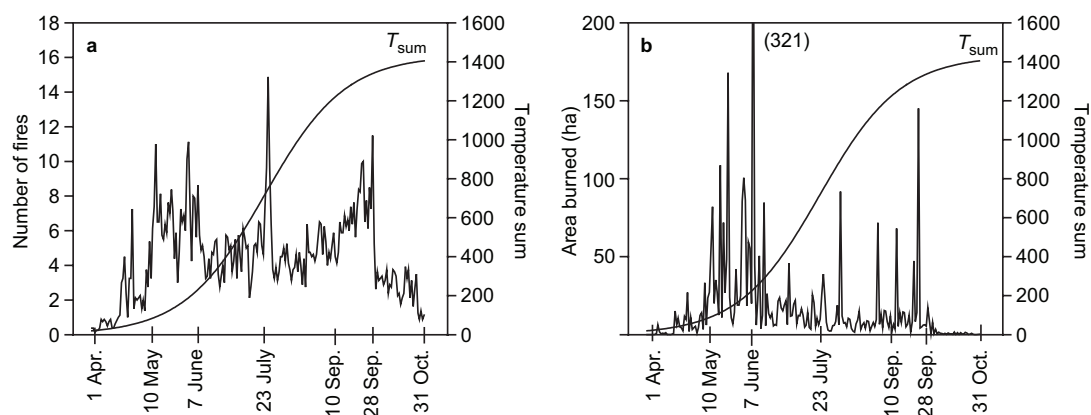 a
T_sum
Number of fires
18
16
14
12
10
8
6
4
2
0
1600
1400
1200
1000
800
600
400
200
0
Temperature sum
1 Apr.
10 May
7 June
23 July
10 Sep.
28 Sep.
31 Oct.
b
(321)
T_sum
Area burned (ha)
200
150
100
50
1600
1400
1200
1000
800
600
400
200
0
Temperature sum
1 Apr.
10 May
7 June
23 July
10 Sep.
28 Sep.
31 Oct.